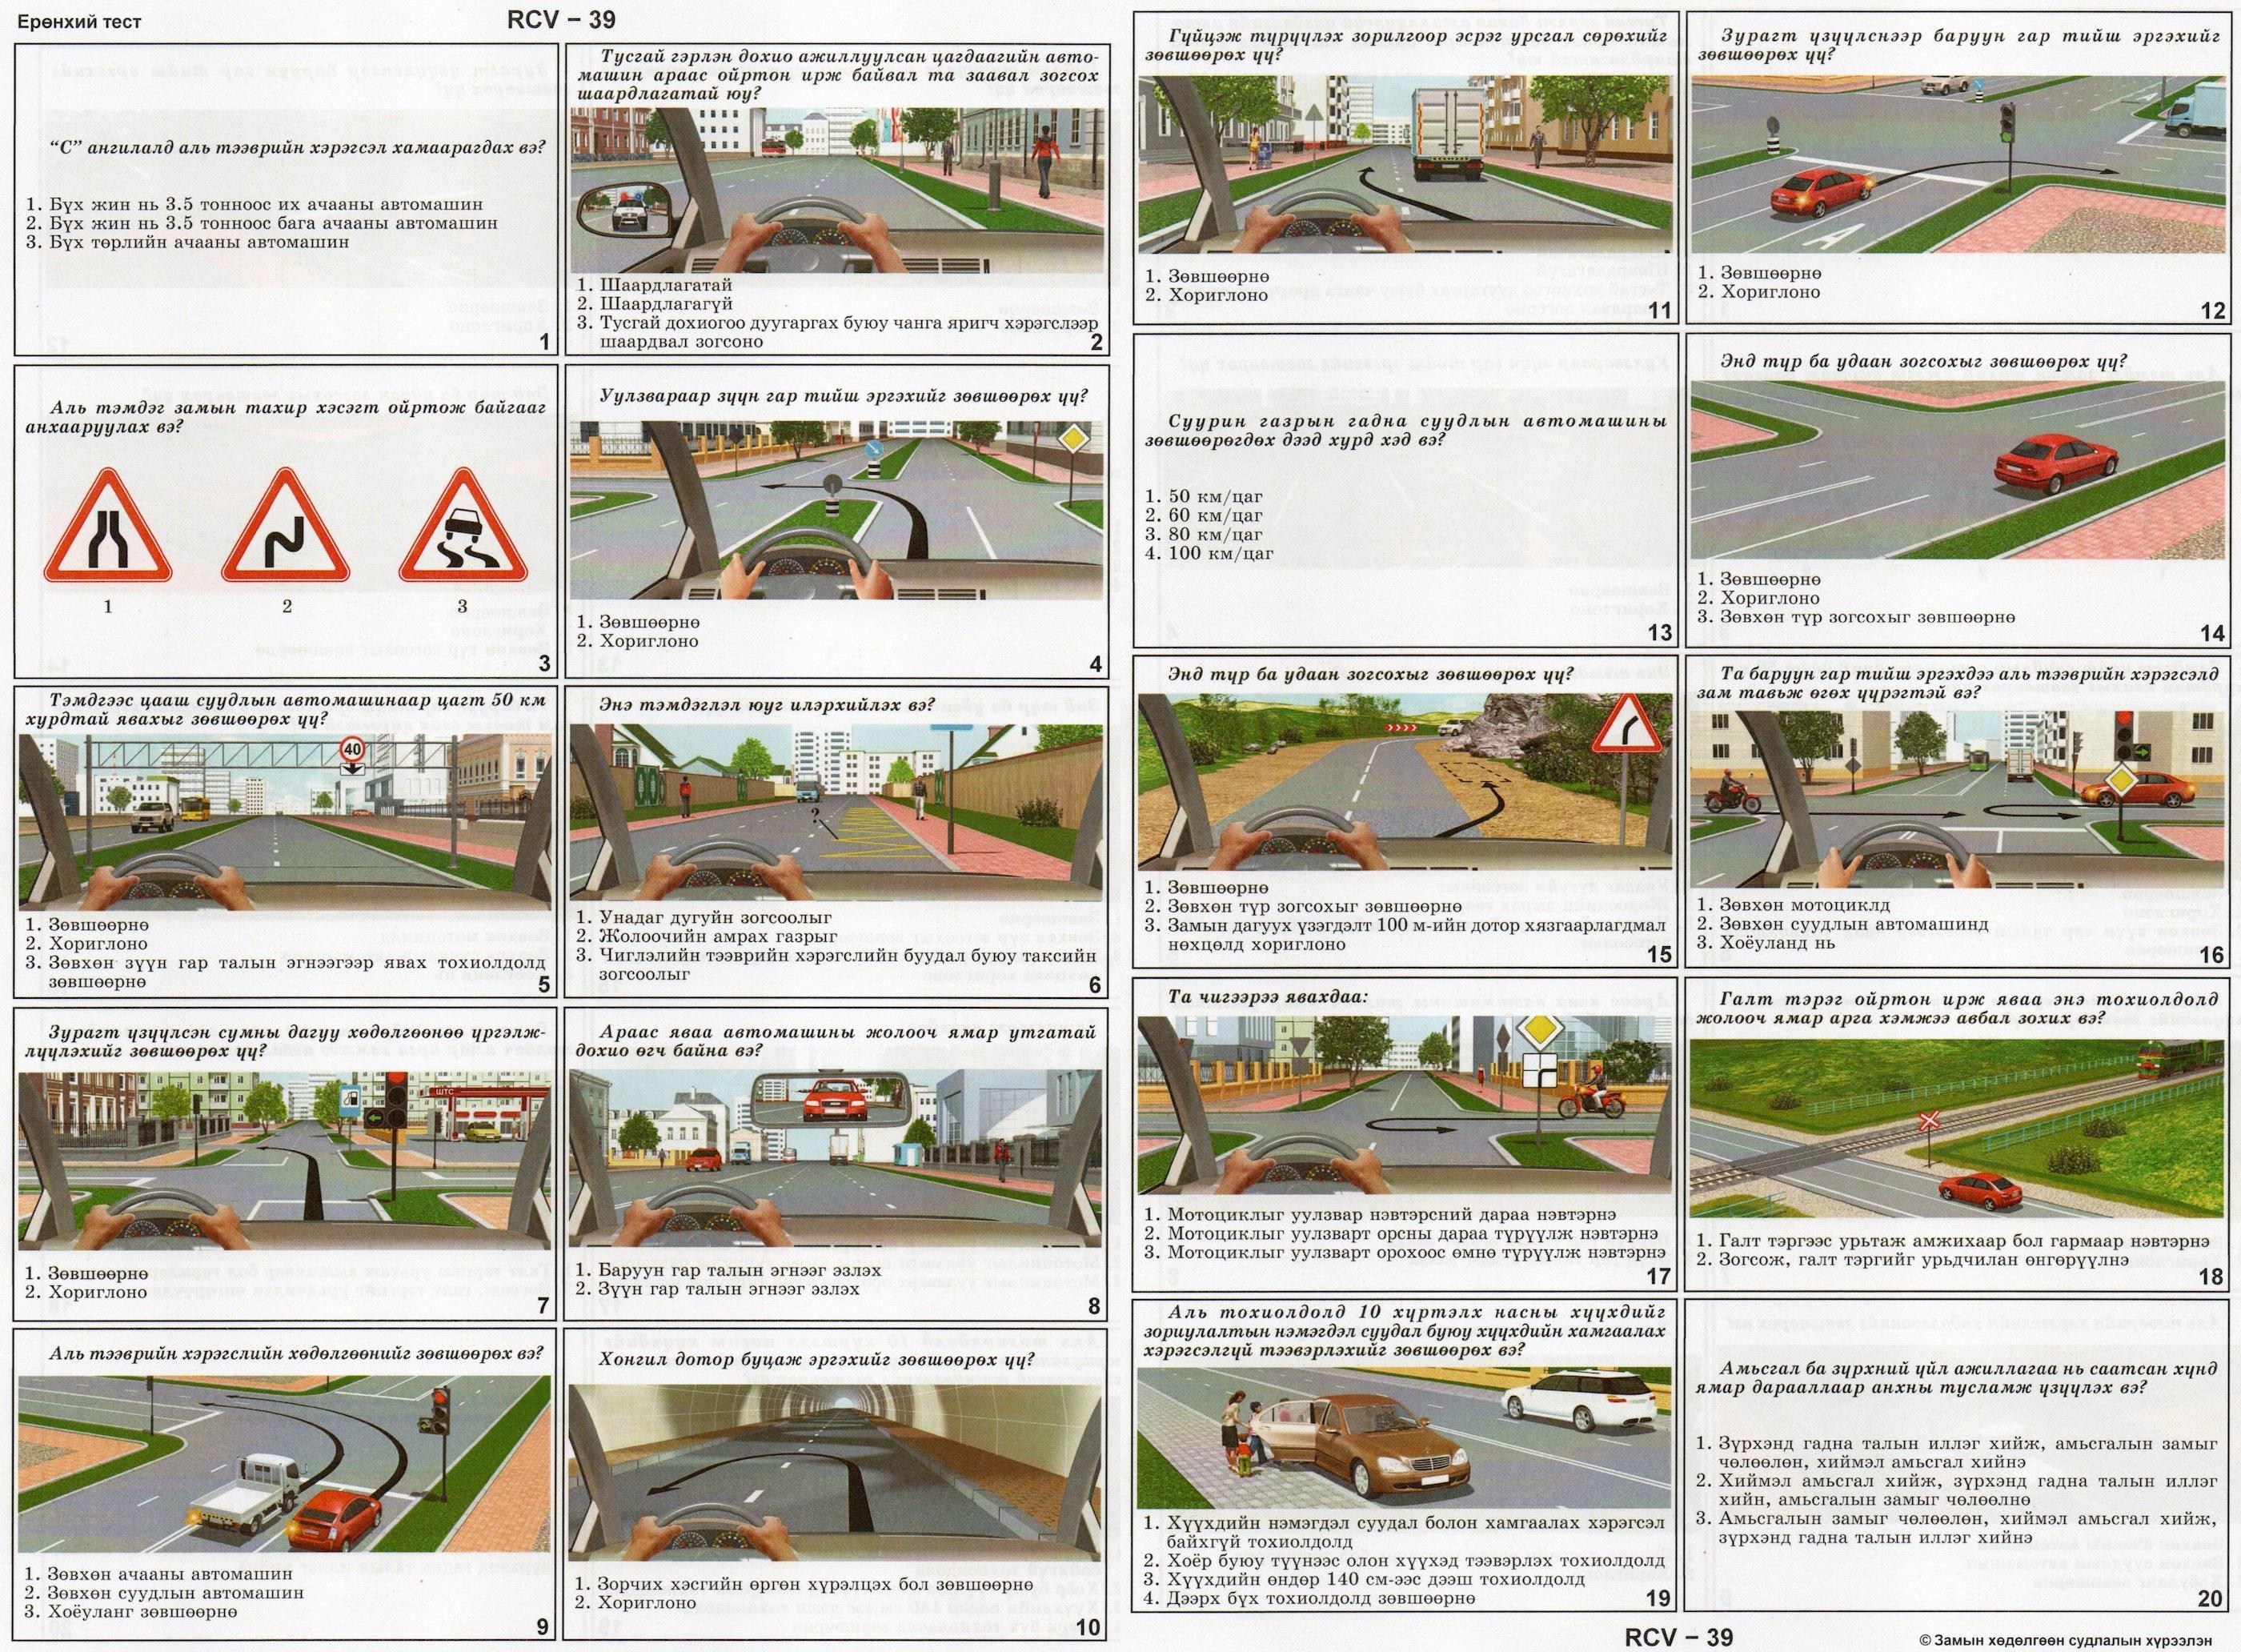 Ерөнхий тест
RCV – 39
“C” ангилалд аль тээврийн хэрэгсэл хамаарагдах вэ?
1. Бүх жин нь 3.5 тонноос их ачааны автомашин
2. Бүх жин нь 3.5 тонноос бага ачааны автомашин
3. Бүх төрлийн ачааны автомашин
1
Тусгай гэрлэн дохио ажиллуулсан цагдаагийн авто-
машин араас ойртон ирж байвал та заавал зогсох
шаардлагатай юу?
1. Шаардлагатай
2. Шаардлагагүй
3. Тусгай дохиогоо дуугаргах буюу чанга яригч хэрэгслээр
шаардвал зогсоно
2
Аль тэмдэг замын тахир хэсэгт ойртож байгааг
анхааруулах вэ?
1
2
3
3
Уулзвараар зүүн гар тийш эргэхийг зөвшөөрөх үү?
1. Зөвшөөрнө
2. Хориглоно
4
Тэмдгээс цааш суудлын автомашинаар цагт 50 км
хурдтай явахыг зөвшөөрөх үү?
40
1. Зөвшөөрнө
2. Хориглоно
3. Зөвхөн зүүн гар талын эгнээгээр явах тохиолдолд
зөвшөөрнө
5
Энэ тэмдэглэл юуг илэрхийлэх вэ?
?
1. Унадаг дугуйн зогсоолыг
2. Жолоочийн амрах газрыг
3. Чиглэлийн тээврийн хэрэгслийн буудал буюу таксийн
зогсоолыг
6
Зурагт үзүүлсэн сумны дагуу хөдөлгөөнөө үргэлж-
лүүлэхийг зөвшөөрөх үү?
ШТС
1. Зөвшөөрнө
2. Хориглоно
7
Араас яваа автомашины жолооч ямар утгатай
дохио өгч байна вэ?
1. Баруун гар талын эгнээг эзлэх
2. Зүүн гар талын эгнээг эзлэх
8
Аль тээврийн хэрэгслийн хөдөлгөөнийг зөвшөөрөх вэ?
1. Зөвхөн ачааны автомашин
2. Зөвхөн суудлын автомашин
3. Хоёуланг зөвшөөрнө
9
Хонгил дотор буцаж эргэхийг зөвшөөрөх үү?
1. Зорчих хэсгийн өргөн хүрэлцэх бол зөвшөөрнө
2. Хориглоно
10
Гүйцэж түрүүлэх зорилгоор эсрэг урсгал сөрөхийг
зөвшөөрөх үү?
1. Зөвшөөрнө
2. Хориглоно
11
Зурагт үзүүлснээр баруун гар тийш эргэхийг
зөвшөөрөх үү?
A
1. Зөвшөөрнө
2. Хориглоно
12
Суурин газрын гадна суудлын автомашины
зөвшөөрөгдөх дээд хурд хэд вэ?
1. 50 км/цаг
2. 60 км/цаг
3. 80 км/цаг
4. 100 км/цаг
13
Энд түр ба удаан зогсохыг зөвшөөрөх үү?
1. Зөвшөөрнө
2. Хориглоно
3. Зөвхөн түр зогсохыг зөвшөөрнө
14
Энд түр ба удаан зогсохыг зөвшөөрөх үү?
1. Зөвшөөрнө
2. Зөвхөн түр зогсохыг зөвшөөрнө
3. Замын дагуух үзэгдэлт 100 м-ийн дотор хязгаарлагдмал
нөхцөлд хориглоно
15
Та баруун гар тийш эргэхдээ аль тээврийн хэрэгсэлд
зам тавьж өгөх үүрэгтэй вэ?
1. Зөвхөн мотоциклд
2. Зөвхөн суудлын автомашинд
3. Хоёуланд нь
16
Та чигээрээ явахдаа:
1. Мотоциклыг уулзвар нэвтэрсний дараа нэвтэрнэ
2. Мотоциклыг уулзварт орсны дараа түрүүлж нэвтэрнэ
3. Мотоциклыг уулзварт орохоос өмнө түрүүлж нэвтэрнэ
17
Галт тэрэг ойртон ирж яваа энэ тохиолдолд
жолооч ямар арга хэмжээ авбал зохих вэ?
1. Галт тэргээс урьтаж амжихаар бол гармаар нэвтэрнэ
2. Зогсож, галт тэргийг урьдчилан өнгөрүүлнэ
18
Аль тохиолдолд 10 хүртэлх насны хүүхдийг
зориулалтын нэмэгдэл суудал буюу хүүхдийн хамгаалах
хэрэгсэлгүй тээвэрлэхийг зөвшөөрөх вэ?
1. Хүүхдийн нэмэгдэл суудал болон хамгаалах хэрэгсэл
байхгүй тохиолдолд
2. Хоёр буюу түүнээс олон хүүхэд тээвэрлэх тохиолдолд
3. Хүүхдийн өндөр 140 см-ээс дээш тохиолдолд
4. Дээрх бүх тохиолдолд зөвшөөрнө
19
Амьсгал ба зүрхний үйл ажиллагаа нь саатсан хүнд
ямар дарааллаар анхны тусламж үзүүлэх вэ?
1. Зүрхэнд гадна талын иллэг хийж, амьсгалын замыг
чөлөөлөн, хиймэл амьсгал хийнэ
2. Хиймэл амьсгал хийж, зүрхэнд гадна талын иллэг
хийн, амьсгалын замыг чөлөөлнө
3. Амьсгалын замыг чөлөөлөн, хиймэл амьсгал хийж,
зүрхэнд гадна талын иллэг хийнэ
20
RCV – 39
© Замын хөдөлгөөн судлалын хүрээлэн